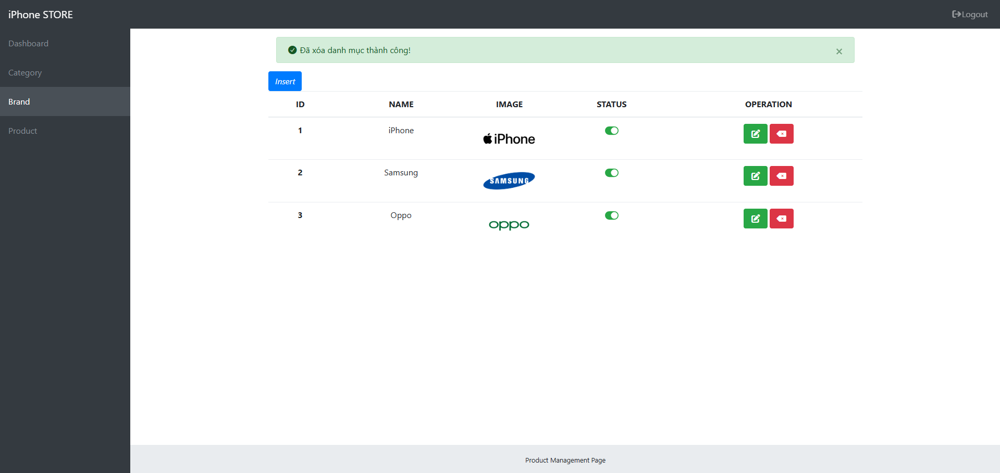 iPhone STORE
Logout
Dashboard
Category
Brand
Product
Đã xóa danh mục thành công!
×
Insert
ID NAME IMAGE STATUS OPERATION
1 iPhone iPhone
2 Samsung SAMSUNG
3 Oppo oppo
Product Management Page